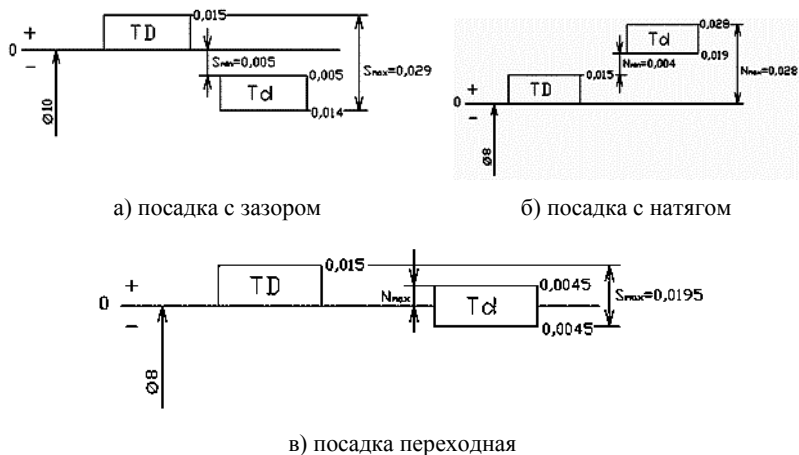 +
0
−
Ø10
TD
0,015
Smin=0,005
0,005
Td
0,014
Smax=0,029
0
+
−
Ø8
TD
0,015
Nmin=0,004
Td
0,028
0,019
Nmax=0,028
а) посадка с зазором
б) посадка с натягом
+
0
−
Ø8
TD
0,015
Nmax
Td
0,0045
0,0045
Smax=0,0195
в) посадка переходная